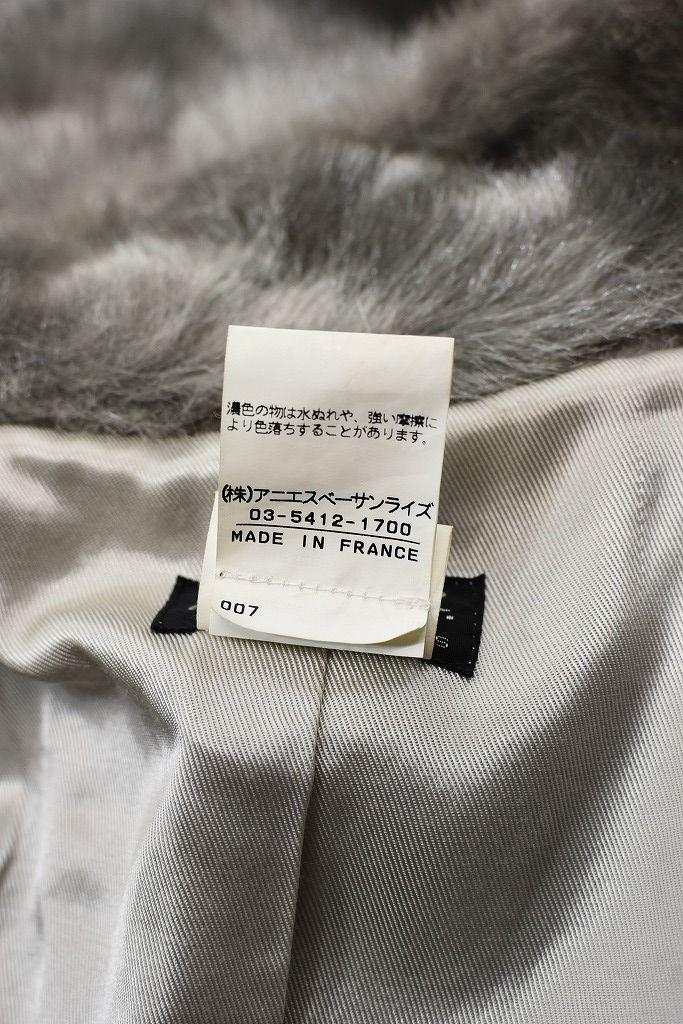 濃色の物は水ぬれや、強い摩擦に
より色落ちすることがあります。
(株)アニエスベーサンライズ
03-5412-1700
MADE IN FRANCE
007